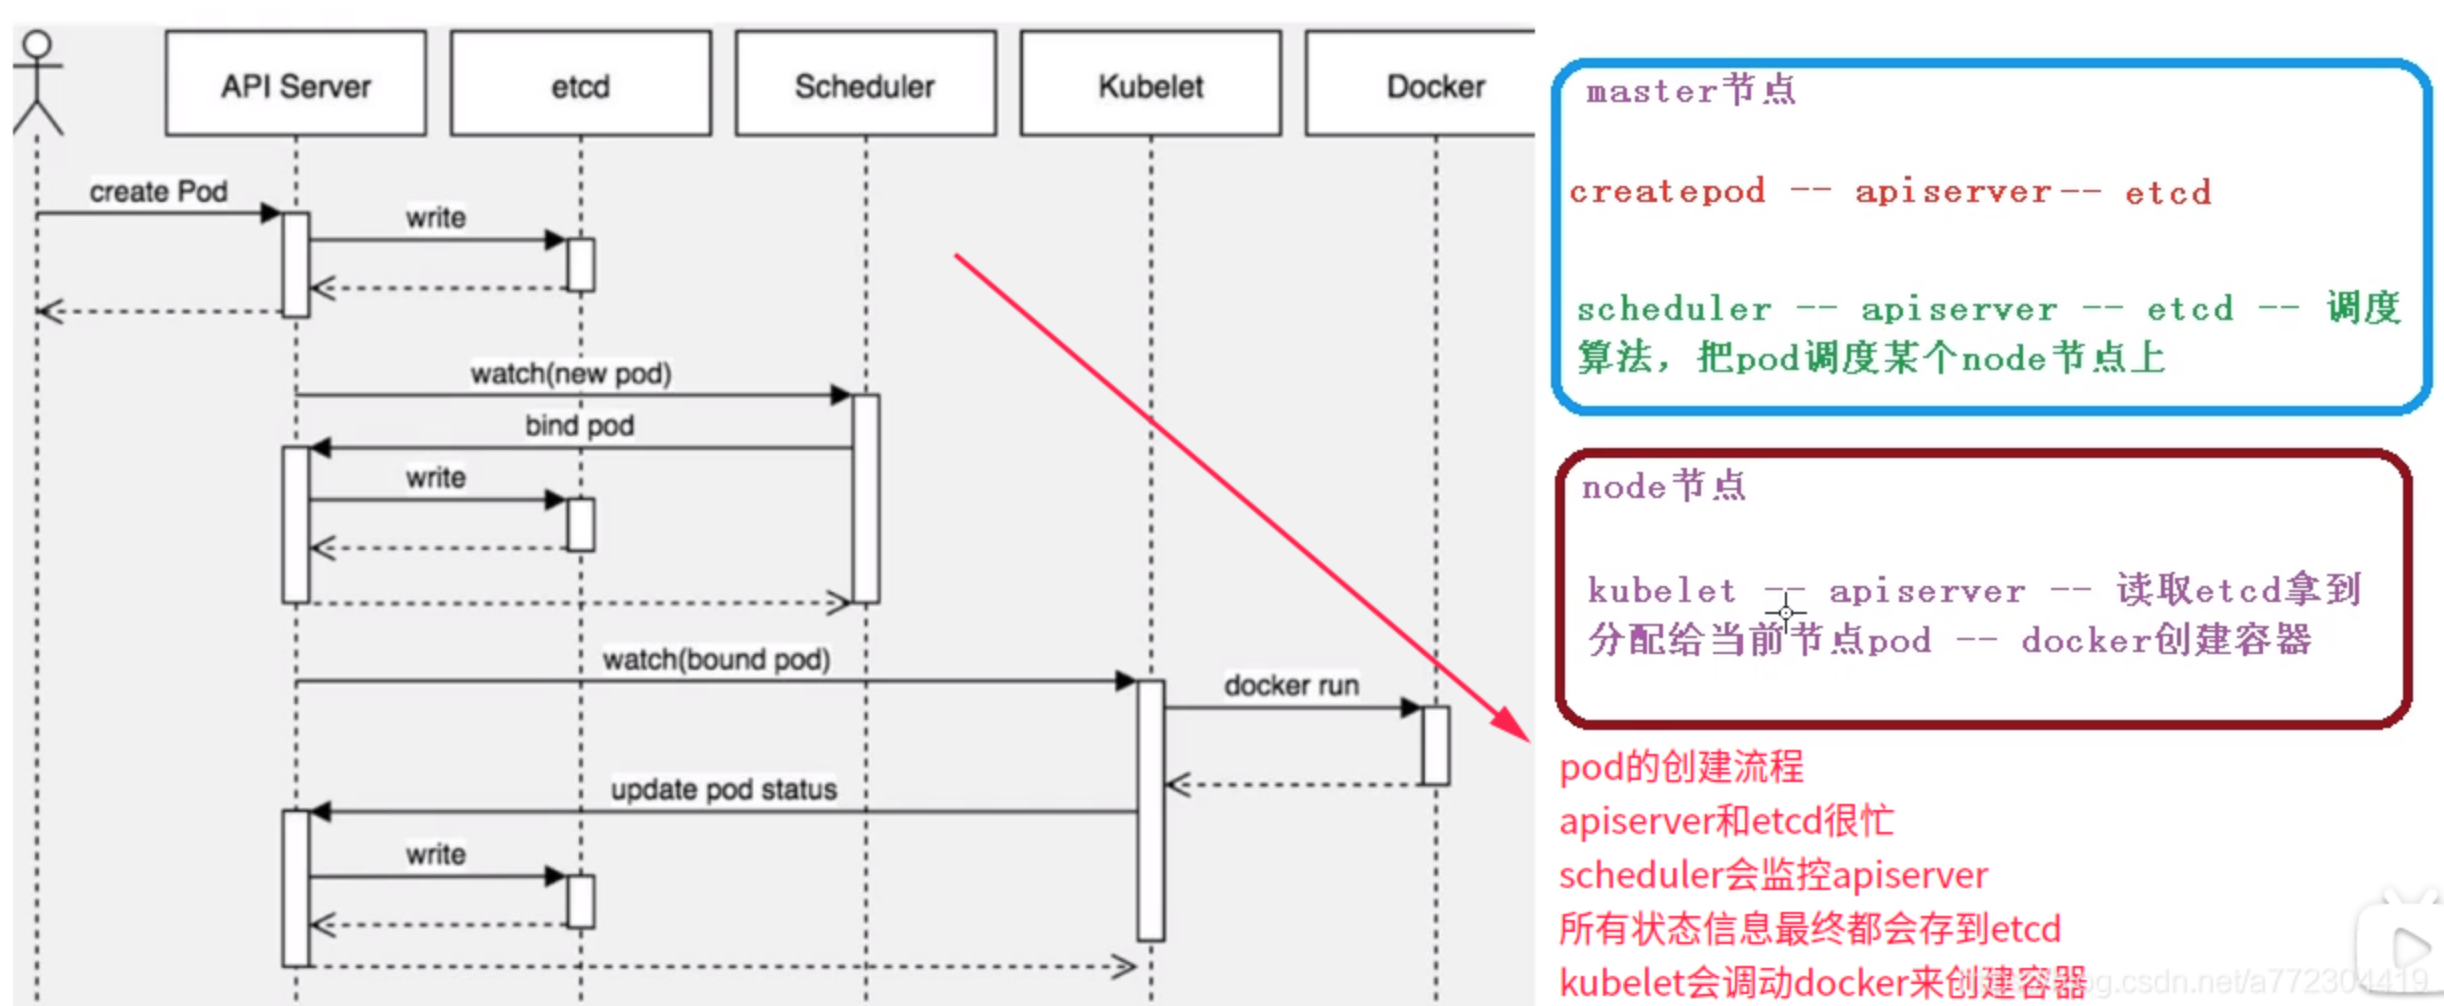 API Server
etcd
Scheduler
Kubelet
Docker
create Pod
write
watch(new pod)
bind pod
write
watch(bound pod)
docker run
update pod status
write
master节点
createpod -- apiserver-- etcd
scheduler -- apiserver -- etcd -- 调度
算法，把pod调度某个node节点上
node节点
kubelet -- apiserver -- 读取etcd拿到
分配给当前节点pod -- docker创建容器
pod的创建流程
apiserver和etcd很忙
scheduler会监控apiserver
所有状态信息最终都会存到etcd
kubelet会调动docker来创建容器
g.csdn.net/a772304419